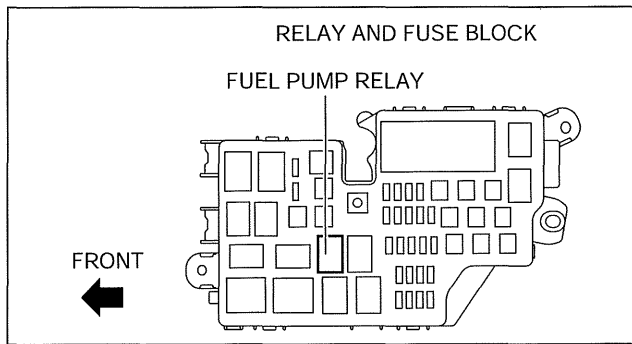 RELAY AND FUSE BLOCK
FUEL PUMP RELAY
FRONT